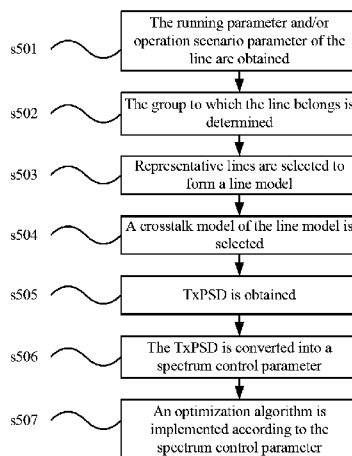 s501
The running parameter and/or
operation scenario parameter of the
line are obtained
s502
The group to which the line belongs is
determined
s503
Representative lines are selected to
form a line model
s504
A crosstalk model of the line model is
selected
s505
TxPSD is obtained
s506
The TxPSD is converted into a
spectrum control parameter
s507
An optimization algorithm is
implemented according to the
spectrum control parameter